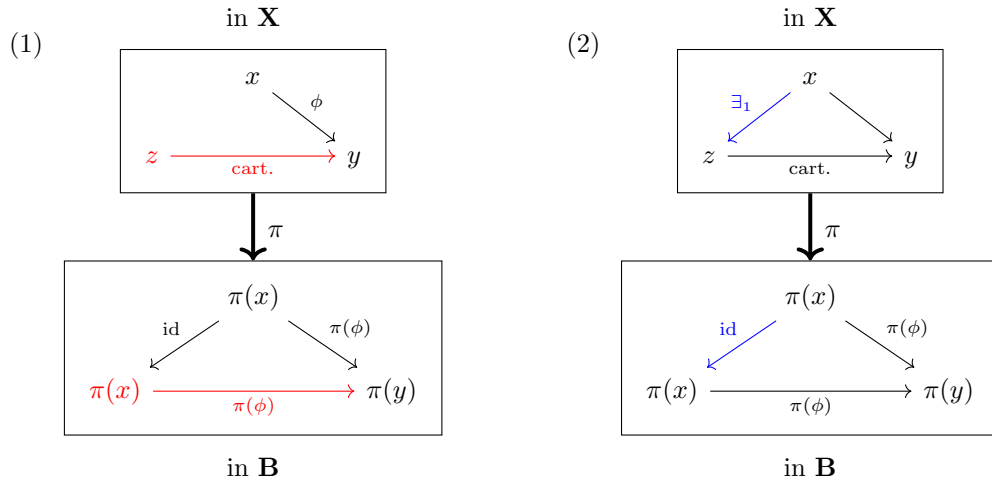 in X
(1)
x
ϕ
z
cart.
y
π
π(x)
id
π(ϕ)
π(x)
π(ϕ)
π(y)
in B
in X
(2)
x
∃₁
z
cart.
y
π
π(x)
id
π(ϕ)
π(x)
π(ϕ)
π(y)
in B